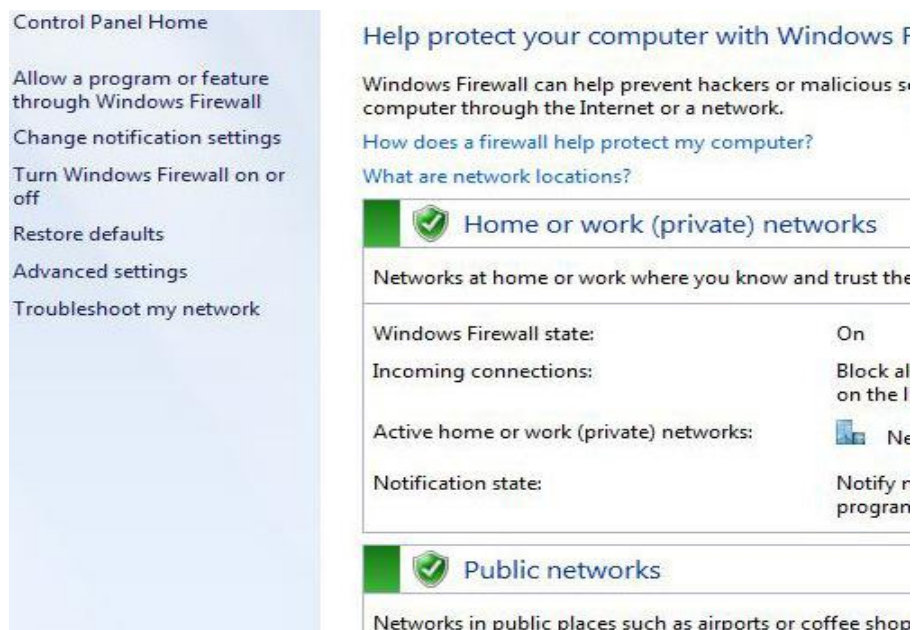 Control Panel Home
Allow a program or feature
through Windows Firewall
Change notification settings
Turn Windows Firewall on or
off
Restore defaults
Advanced settings
Troubleshoot my network
Help protect your computer with Windows F
Windows Firewall can help prevent hackers or malicious
computer through the Internet or a network.
How does a firewall help protect my computer?
What are network locations?
Home or work (private) networks
Networks at home or work where you know and trust the
Windows Firewall state: On
Incoming connections: Block al
on the
Active home or work (private) networks: Ne
Notification state: Notify
program
Public networks
Networks in public places such as airports or coffee shop